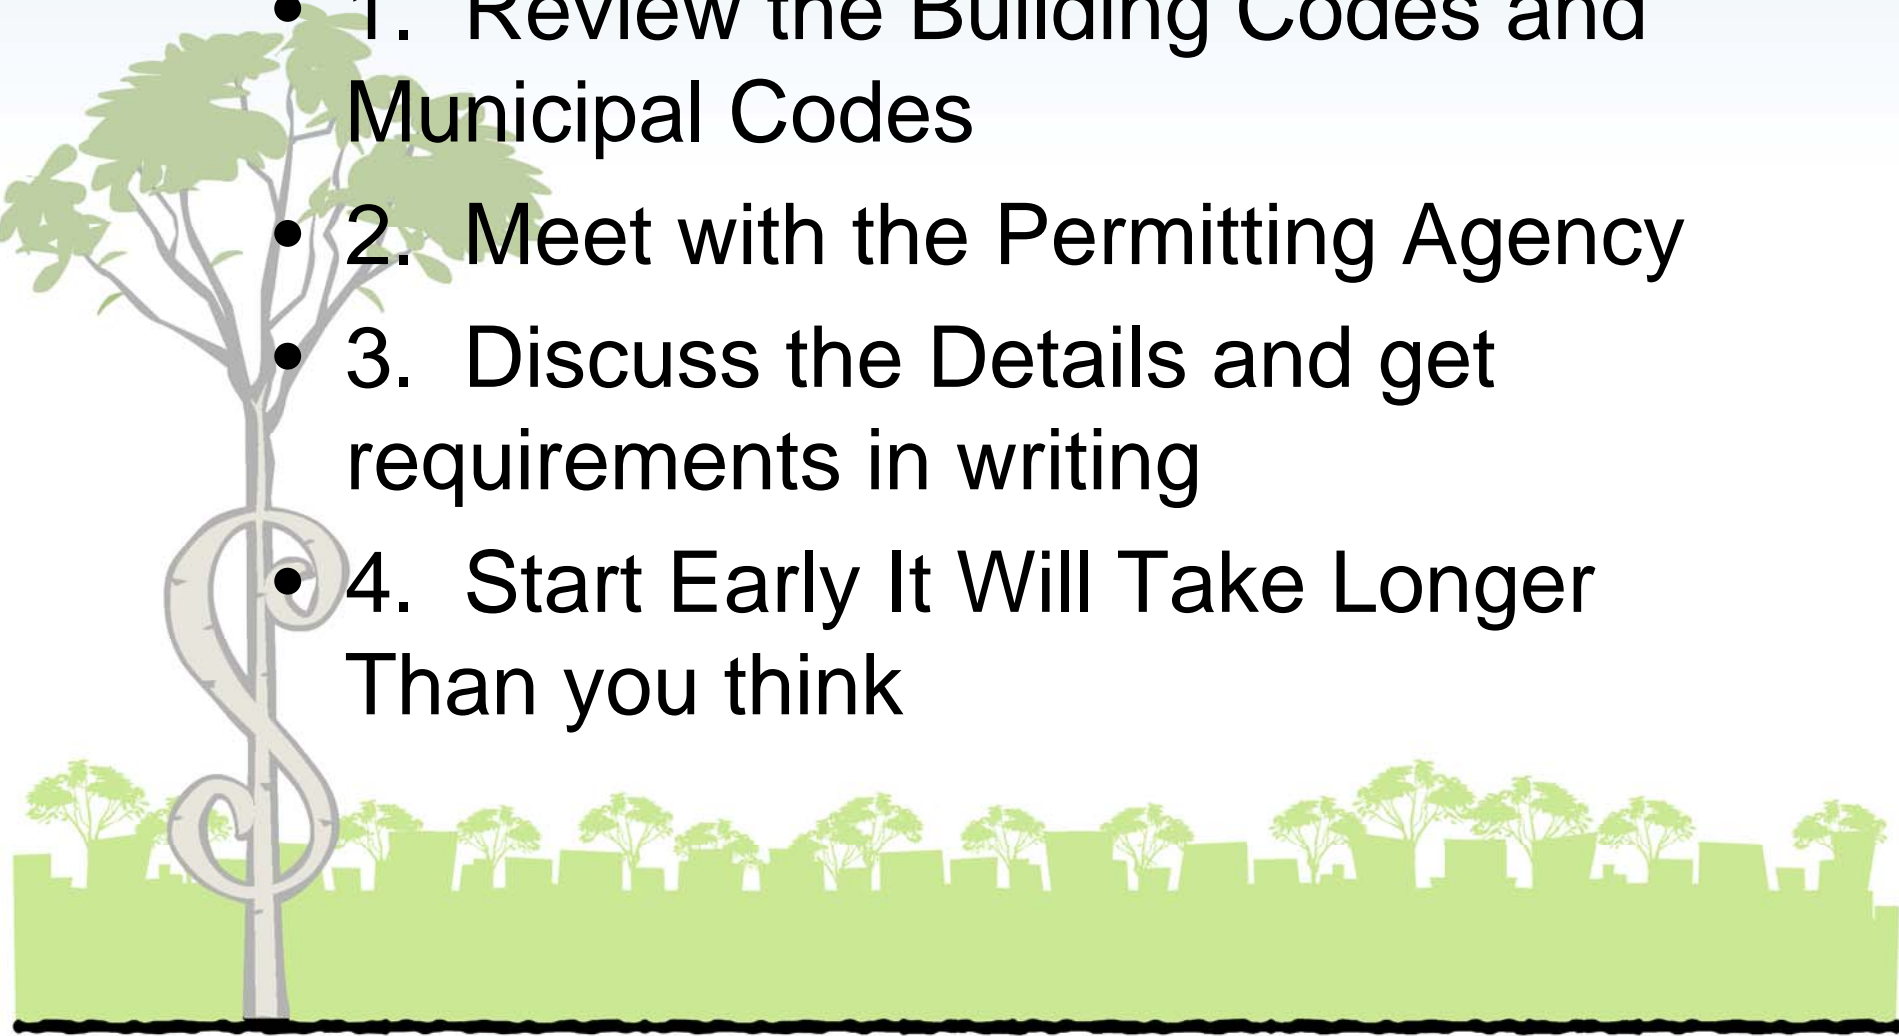 • 1. Review the Building Codes and
Municipal Codes
• 2. Meet with the Permitting Agency
• 3. Discuss the Details and get
requirements in writing
• 4. Start Early It Will Take Longer
Than you think